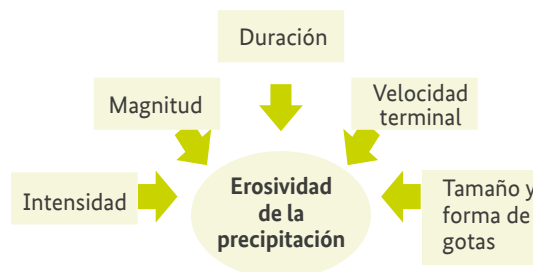 Duración
Magnitud
Velocidad
terminal
Intensidad
Erosividad
de la
precipitación
Tamaño y
forma de
gotas